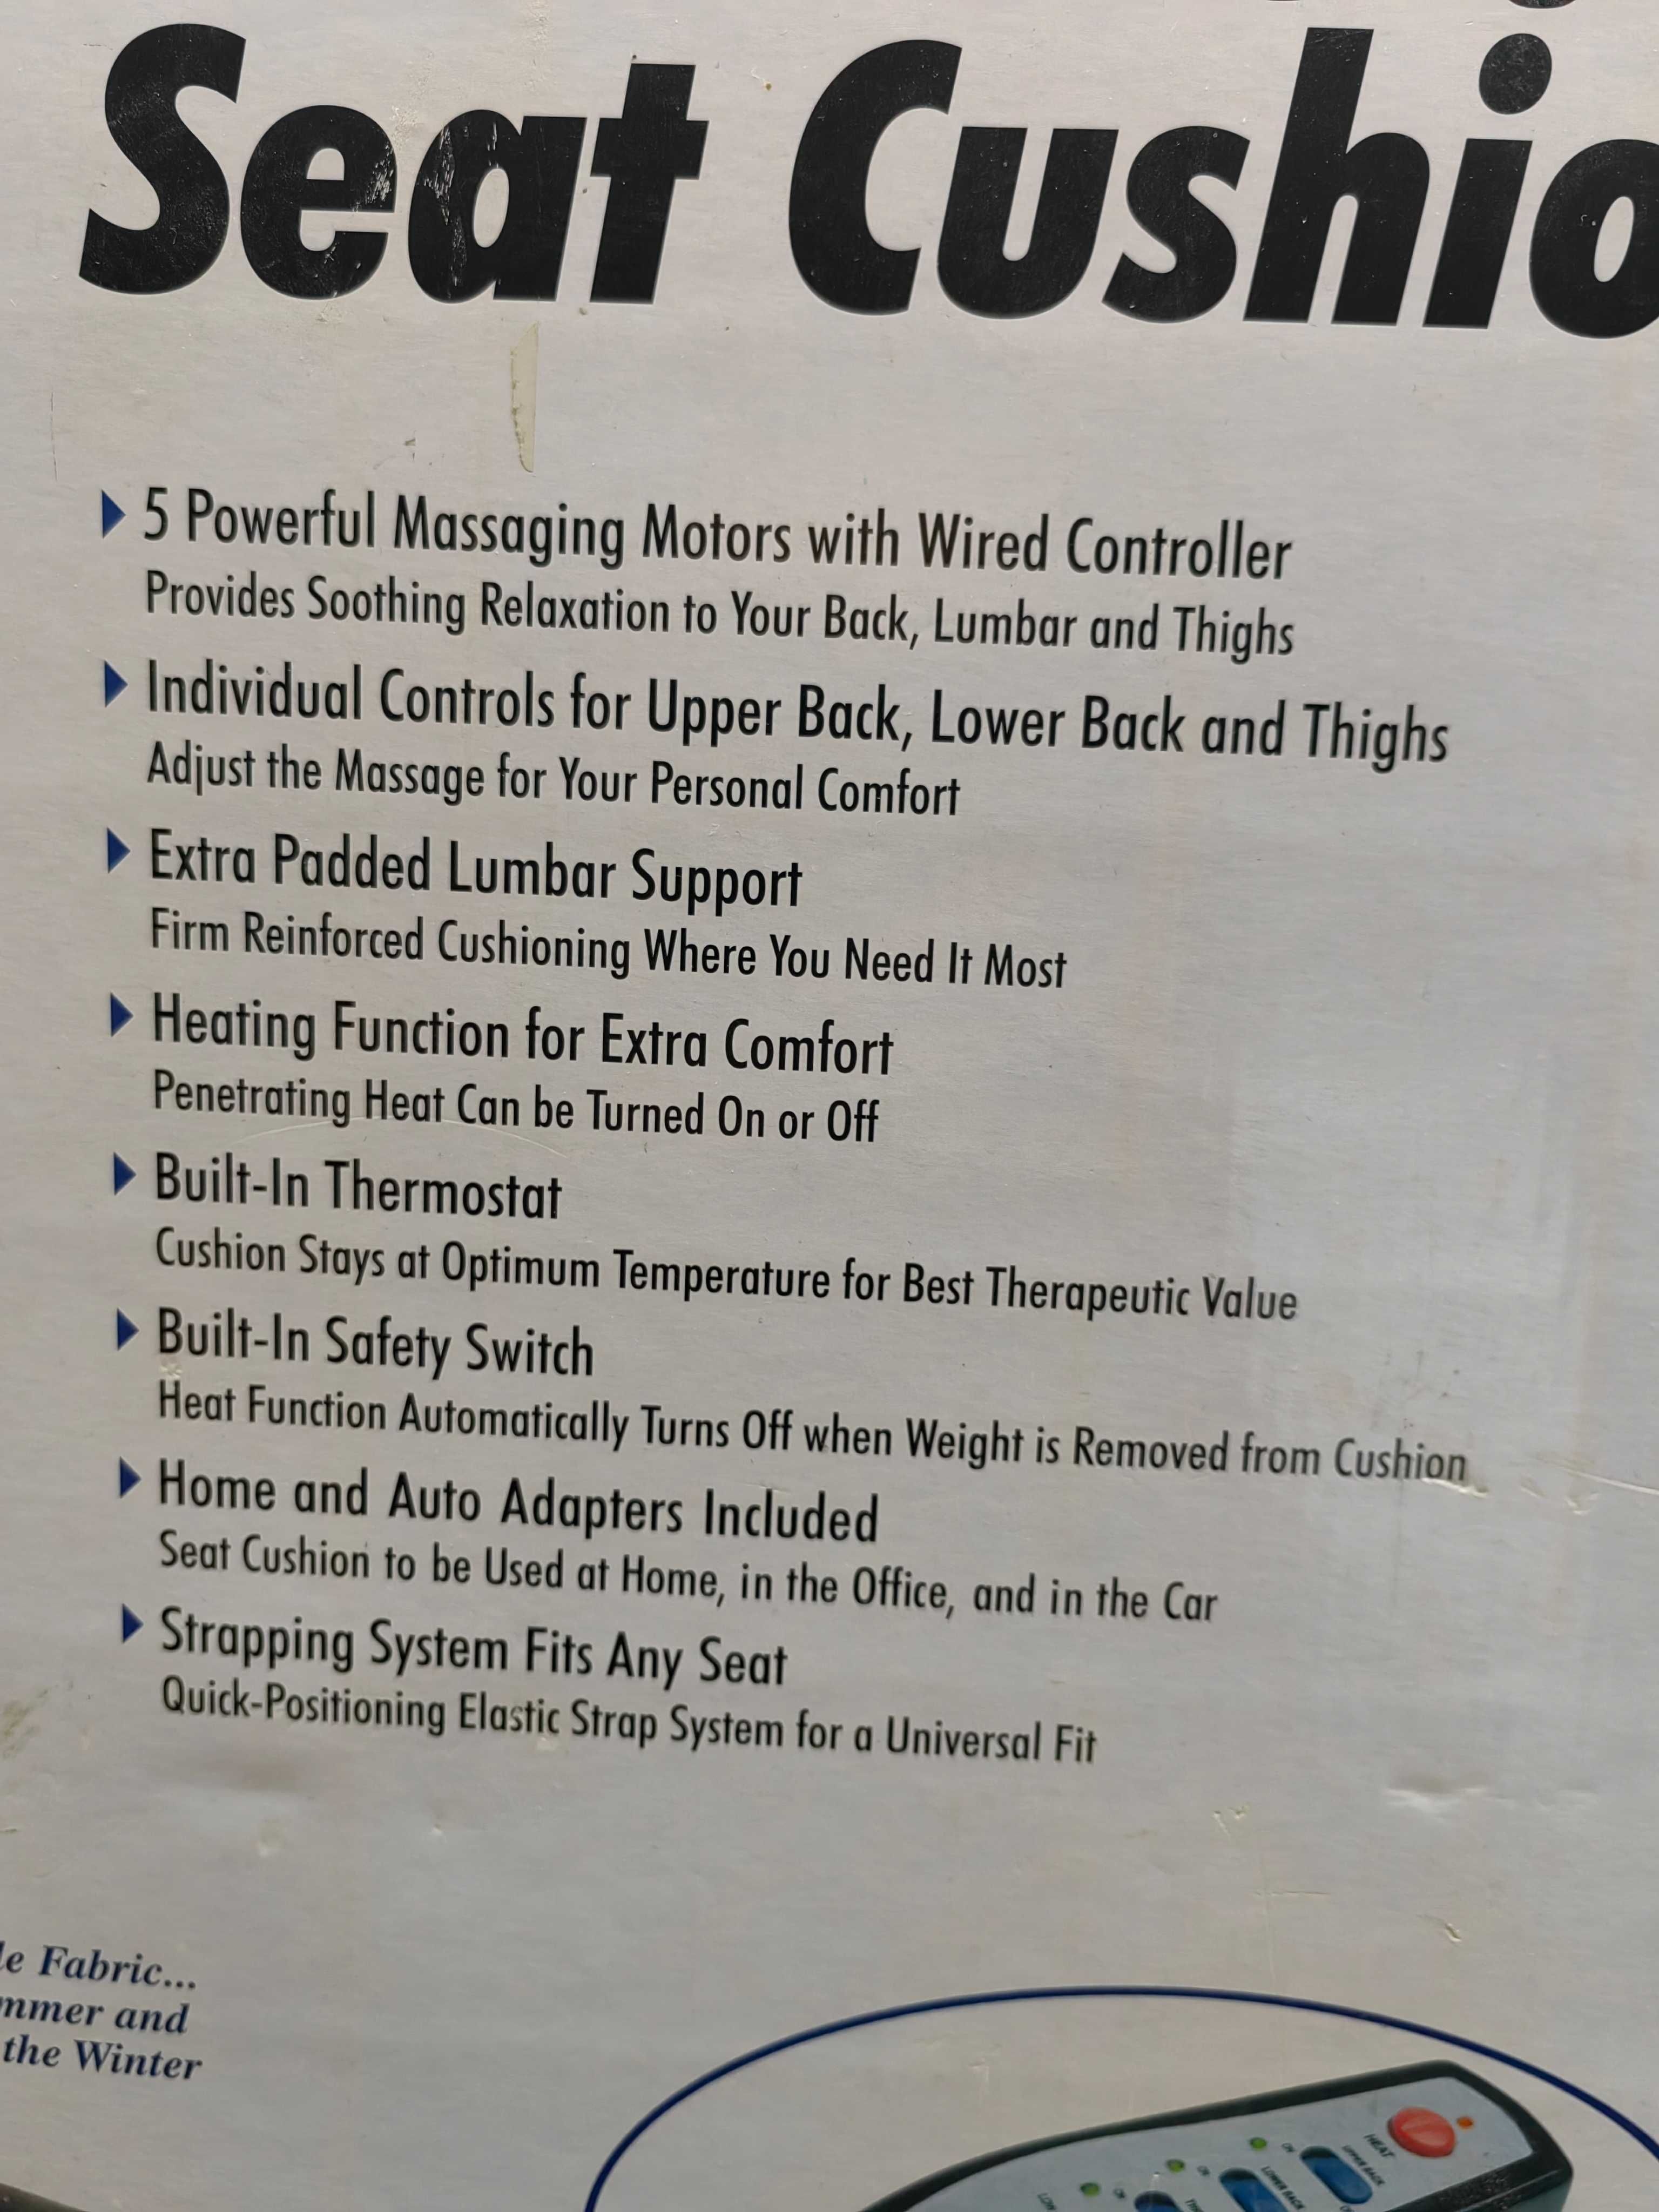 Seat Cushio
5 Powerful Massaging Motors with Wired Controller
Provides Soothing Relaxation to Your Back, Lumbar and Thighs
Individual Controls for Upper Back, Lower Back and Thighs
Adjust the Massage for Your Personal Comfort
Extra Padded Lumbar Support
Firm Reinforced Cushioning Where You Need It Most
Heating Function for Extra Comfort
Penetrating Heat Can be Turned On or Off
Built-In Thermostat
Cushion Stays at Optimum Temperature for Best Therapeutic Value
Built-In Safety Switch
Heat Function Automatically Turns Off when Weight is Removed from Cushion
Home and Auto Adapters Included
Seat Cushion to be Used at Home, in the Office, and in the Car
Strapping System Fits Any Seat
Quick-Positioning Elastic Strap System for a Universal Fit
le Fabric...
mmer and
the Winter
HEAT
UPPER BACK
ON
LOWER BACK
ON
ON
LOW